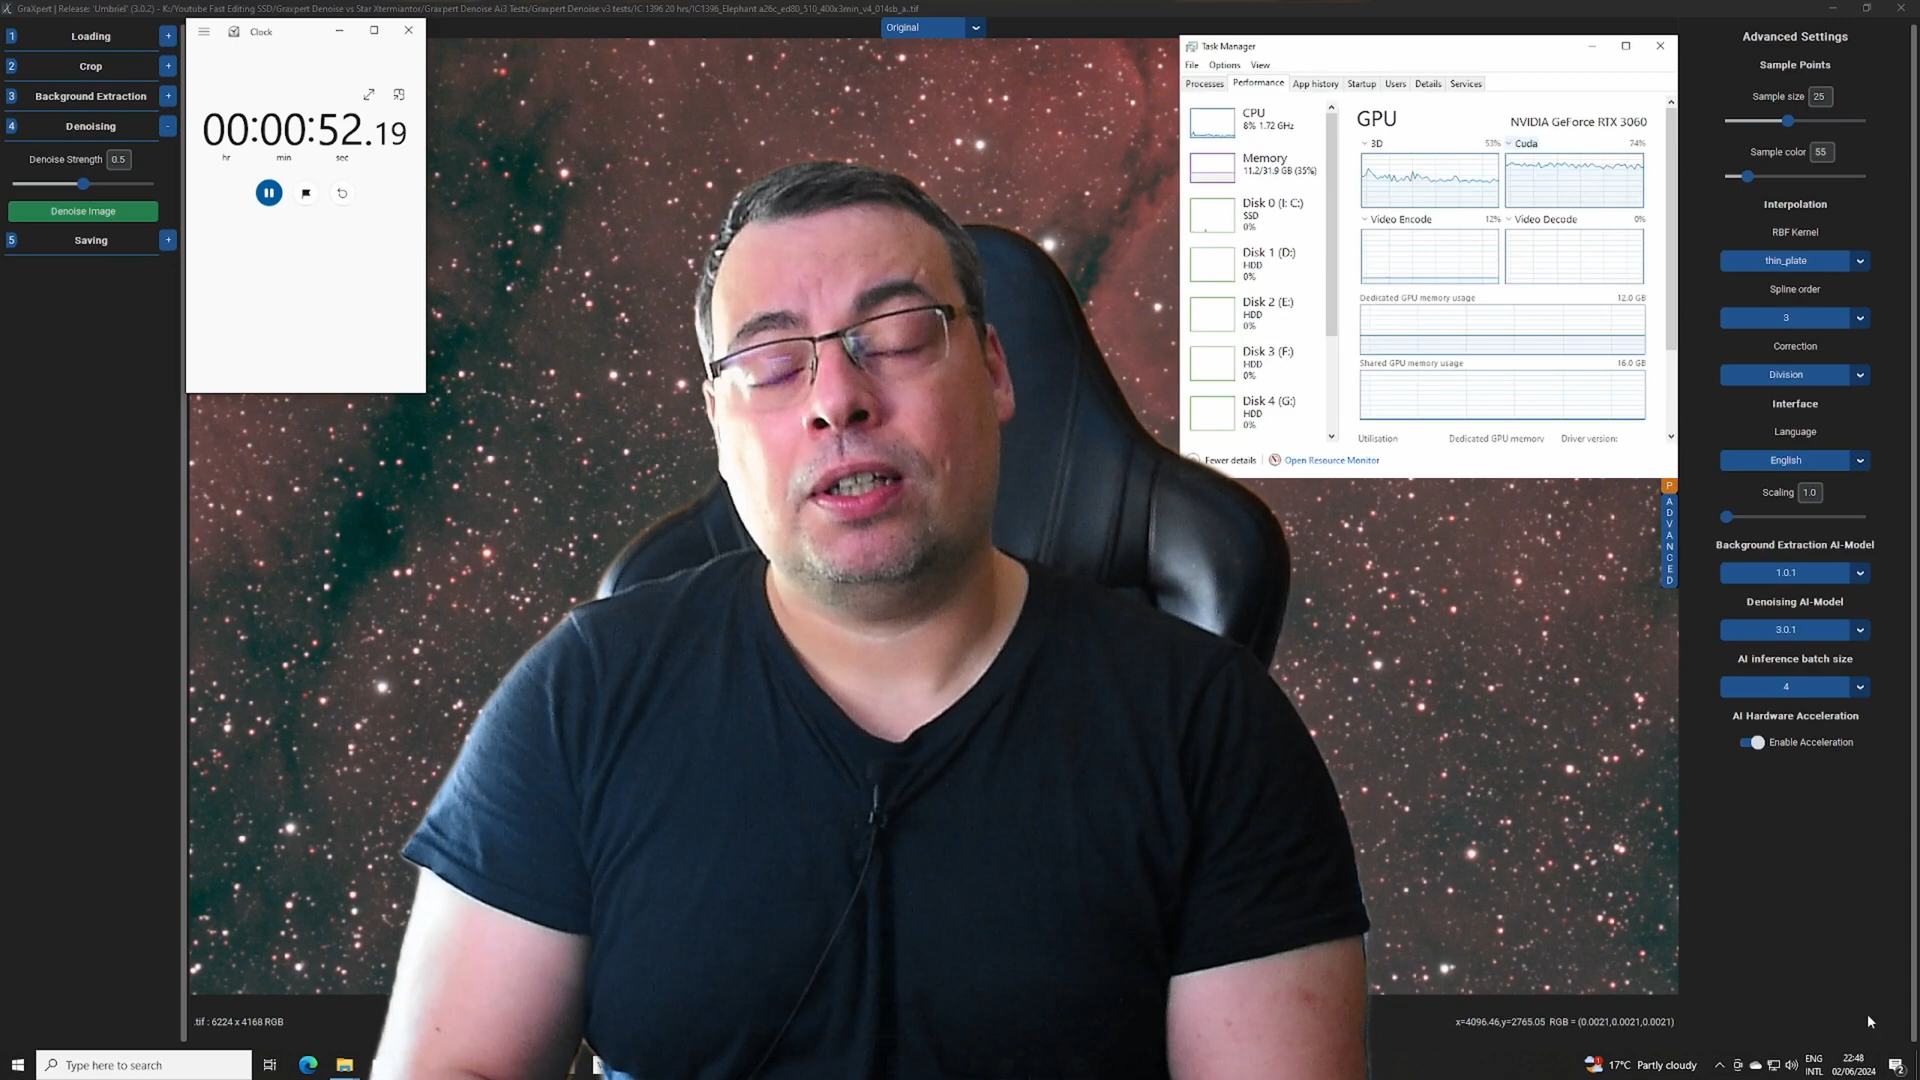 GraXpert | Release: 'Umbriel' (3.0.2) - K:/Youtube Fast Editing SSD/Graxpert Denoise vs Star Xtermiantor/Graxpert Denoise Ai3 Tests/Graxpert Denoise v3 tests/IC 1396 20 hrs/IC1396_Elephant a26c_ed80_510_400x3min_v4_014sb_a..tif
1 Loading +
2 Crop +
3 Background Extraction +
4 Denoising -
Denoise Strength 0.5
Denoise Image
5 Saving +
Clock
00:00:52.19
hr min sec
Original
Task Manager
File Options View
Processes Performance App history Startup Users Details Services
CPU
8% 1.72 GHz
Memory
11.2/31.9 GB (35%)
Disk 0 (I: C:)
SSD
0%
Disk 1 (D:)
HDD
0%
Disk 2 (E:)
HDD
0%
Disk 3 (F:)
HDD
0%
Disk 4 (G:)
HDD
0%
GPU NVIDIA GeForce RTX 3060
3D 53% Cuda 74%
Video Encode 12% Video Decode 0%
Dedicated GPU memory usage 12.0 GB
Shared GPU memory usage 16.0 GB
Utilisation Dedicated GPU memory Driver version:
Fewer details | Open Resource Monitor
P
ADVANCED
Advanced Settings
Sample Points
Sample size 25
Sample color 55
Interpolation
RBF Kernel
thin_plate
Spline order
3
Correction
Division
Interface
Language
English
Scaling 1.0
Background Extraction AI-Model
1.0.1
Denoising AI-Model
3.0.1
AI inference batch size
4
AI Hardware Acceleration
Enable Acceleration
.tif : 6224 x 4168 RGB
x=4096.46,y=2765.05 RGB = (0.0021,0.0021,0.0021)
Type here to search
1
17°C Partly cloudy
ENG
INTL
22:48
02/06/2024
2